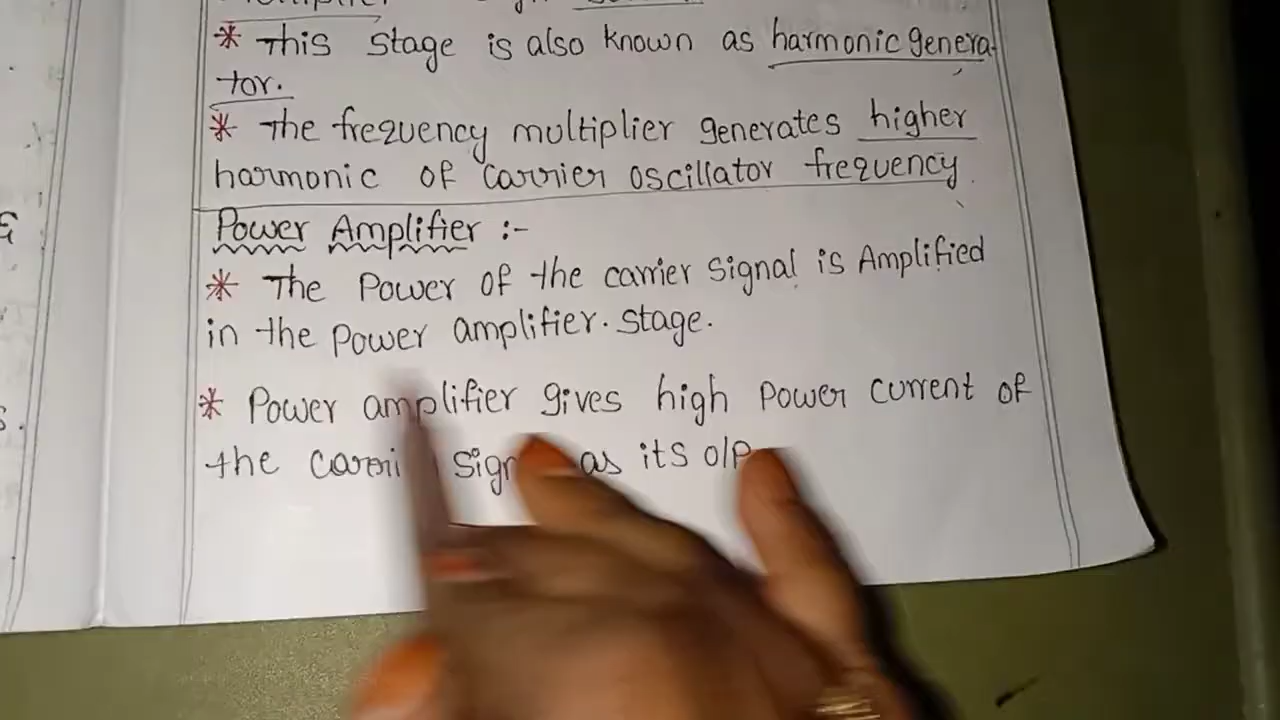 * This stage is also known as harmonic genera-
tor.
* The frequency multiplier generates higher
harmonic of carrier oscillator frequency
Power Amplifier :-
* The Power of the carrier signal is Amplified
in the power amplifier. stage.
* Power amplifier gives high power current of
the as its o/p